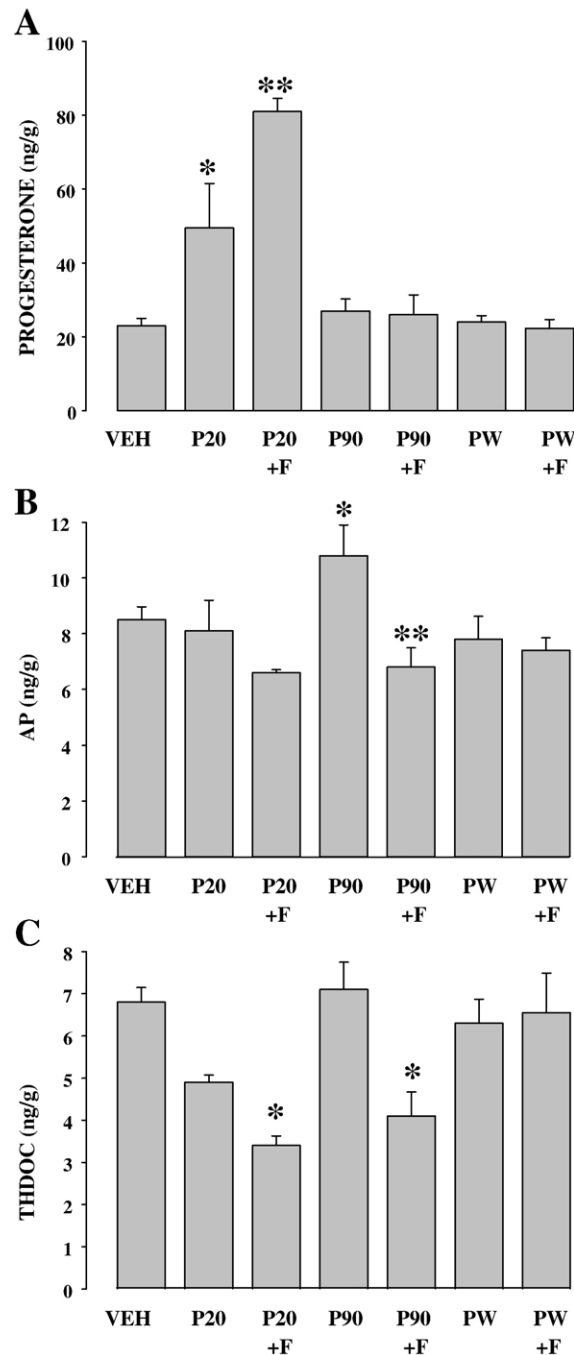 A
PROGESTERONE (ng/g)
100
80
60
40
20
0
*
**
VEH P20 P20 P90 P90 PW PW
+F +F +F
B
AP (ng/g)
12
10
8
6
4
2
0
*
**
VEH P20 P20 P90 P90 PW PW
+F +F +F
C
THDOC (ng/g)
8
7
6
5
4
3
2
1
0
*
*
VEH P20 P20 P90 P90 PW PW
+F +F +F